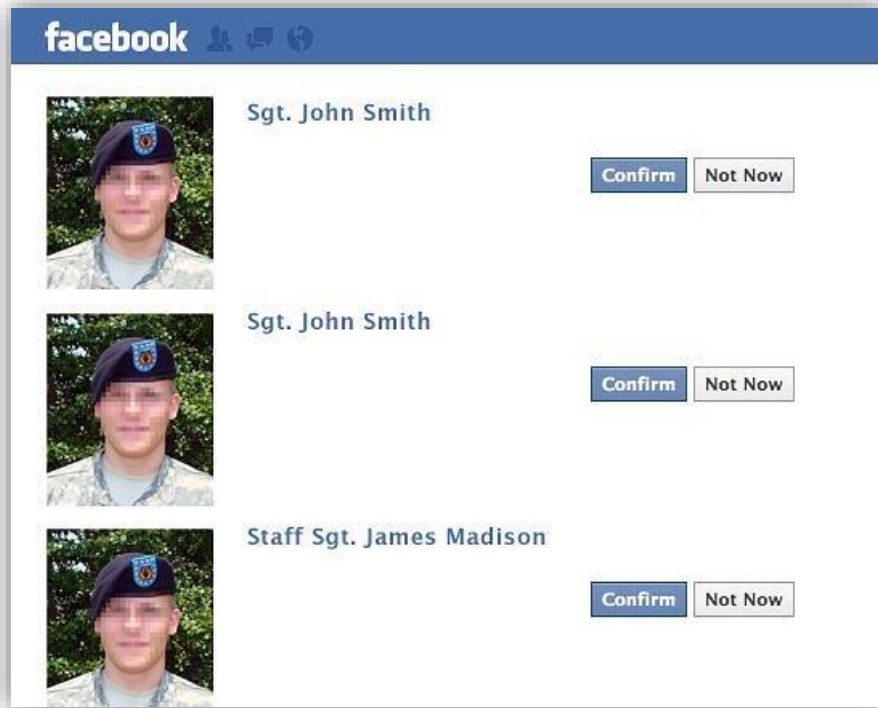 facebook
Sgt. John Smith
Confirm Not Now
Sgt. John Smith
Confirm Not Now
Staff Sgt. James Madison
Confirm Not Now